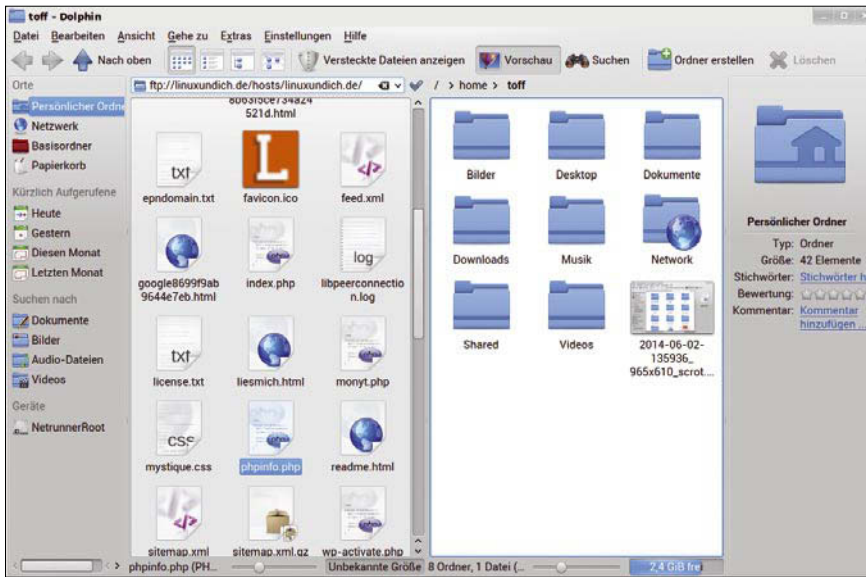 toff - Dolphin
Datei Bearbeiten Ansicht Gehe zu Extras Einstellungen Hilfe
Nach oben Versteckte Dateien anzeigen Vorschau Suchen Ordner erstellen Löschen
Orte
Persönlicher Ordne
Netzwerk
Basisordner
Papierkorb
Kürzlich Aufgerufene
Heute
Gestern
Diesen Monat
Letzten Monat
Suchen nach
Dokumente
Bilder
Audio-Dateien
Videos
Geräte
NetrunnerRoot
ftp://linuxundich.de/hosts/linuxundich.de/
521d.html
txt
epndomain.txt
L
favicon.ico
feed.xml
google8699f9ab
9644e7eb.html
index.php
log
libpeerconnectio
n.log
txt
license.txt
liesmich.html
monyt.php
CSS
mystique.css
phpinfo.php
readme.html
sitemap.xml
sitemap.xml.gz
wp-activate.php
phpinfo.php (PH... Unbekannte Größe
/ > home > toff
Bilder
Desktop
Dokumente
Downloads
Musik
Network
Shared
Videos
2014-06-02-
135936_
965x610_scrot....
8 Ordner, 1 Datei (... 2,4 GiB frei
Persönlicher Ordner
Typ: Ordner
Größe: 42 Elemente
Stichwörter: Stichwörter h
Bewertung:
Kommentar: Kommentar
hinzufügen ...